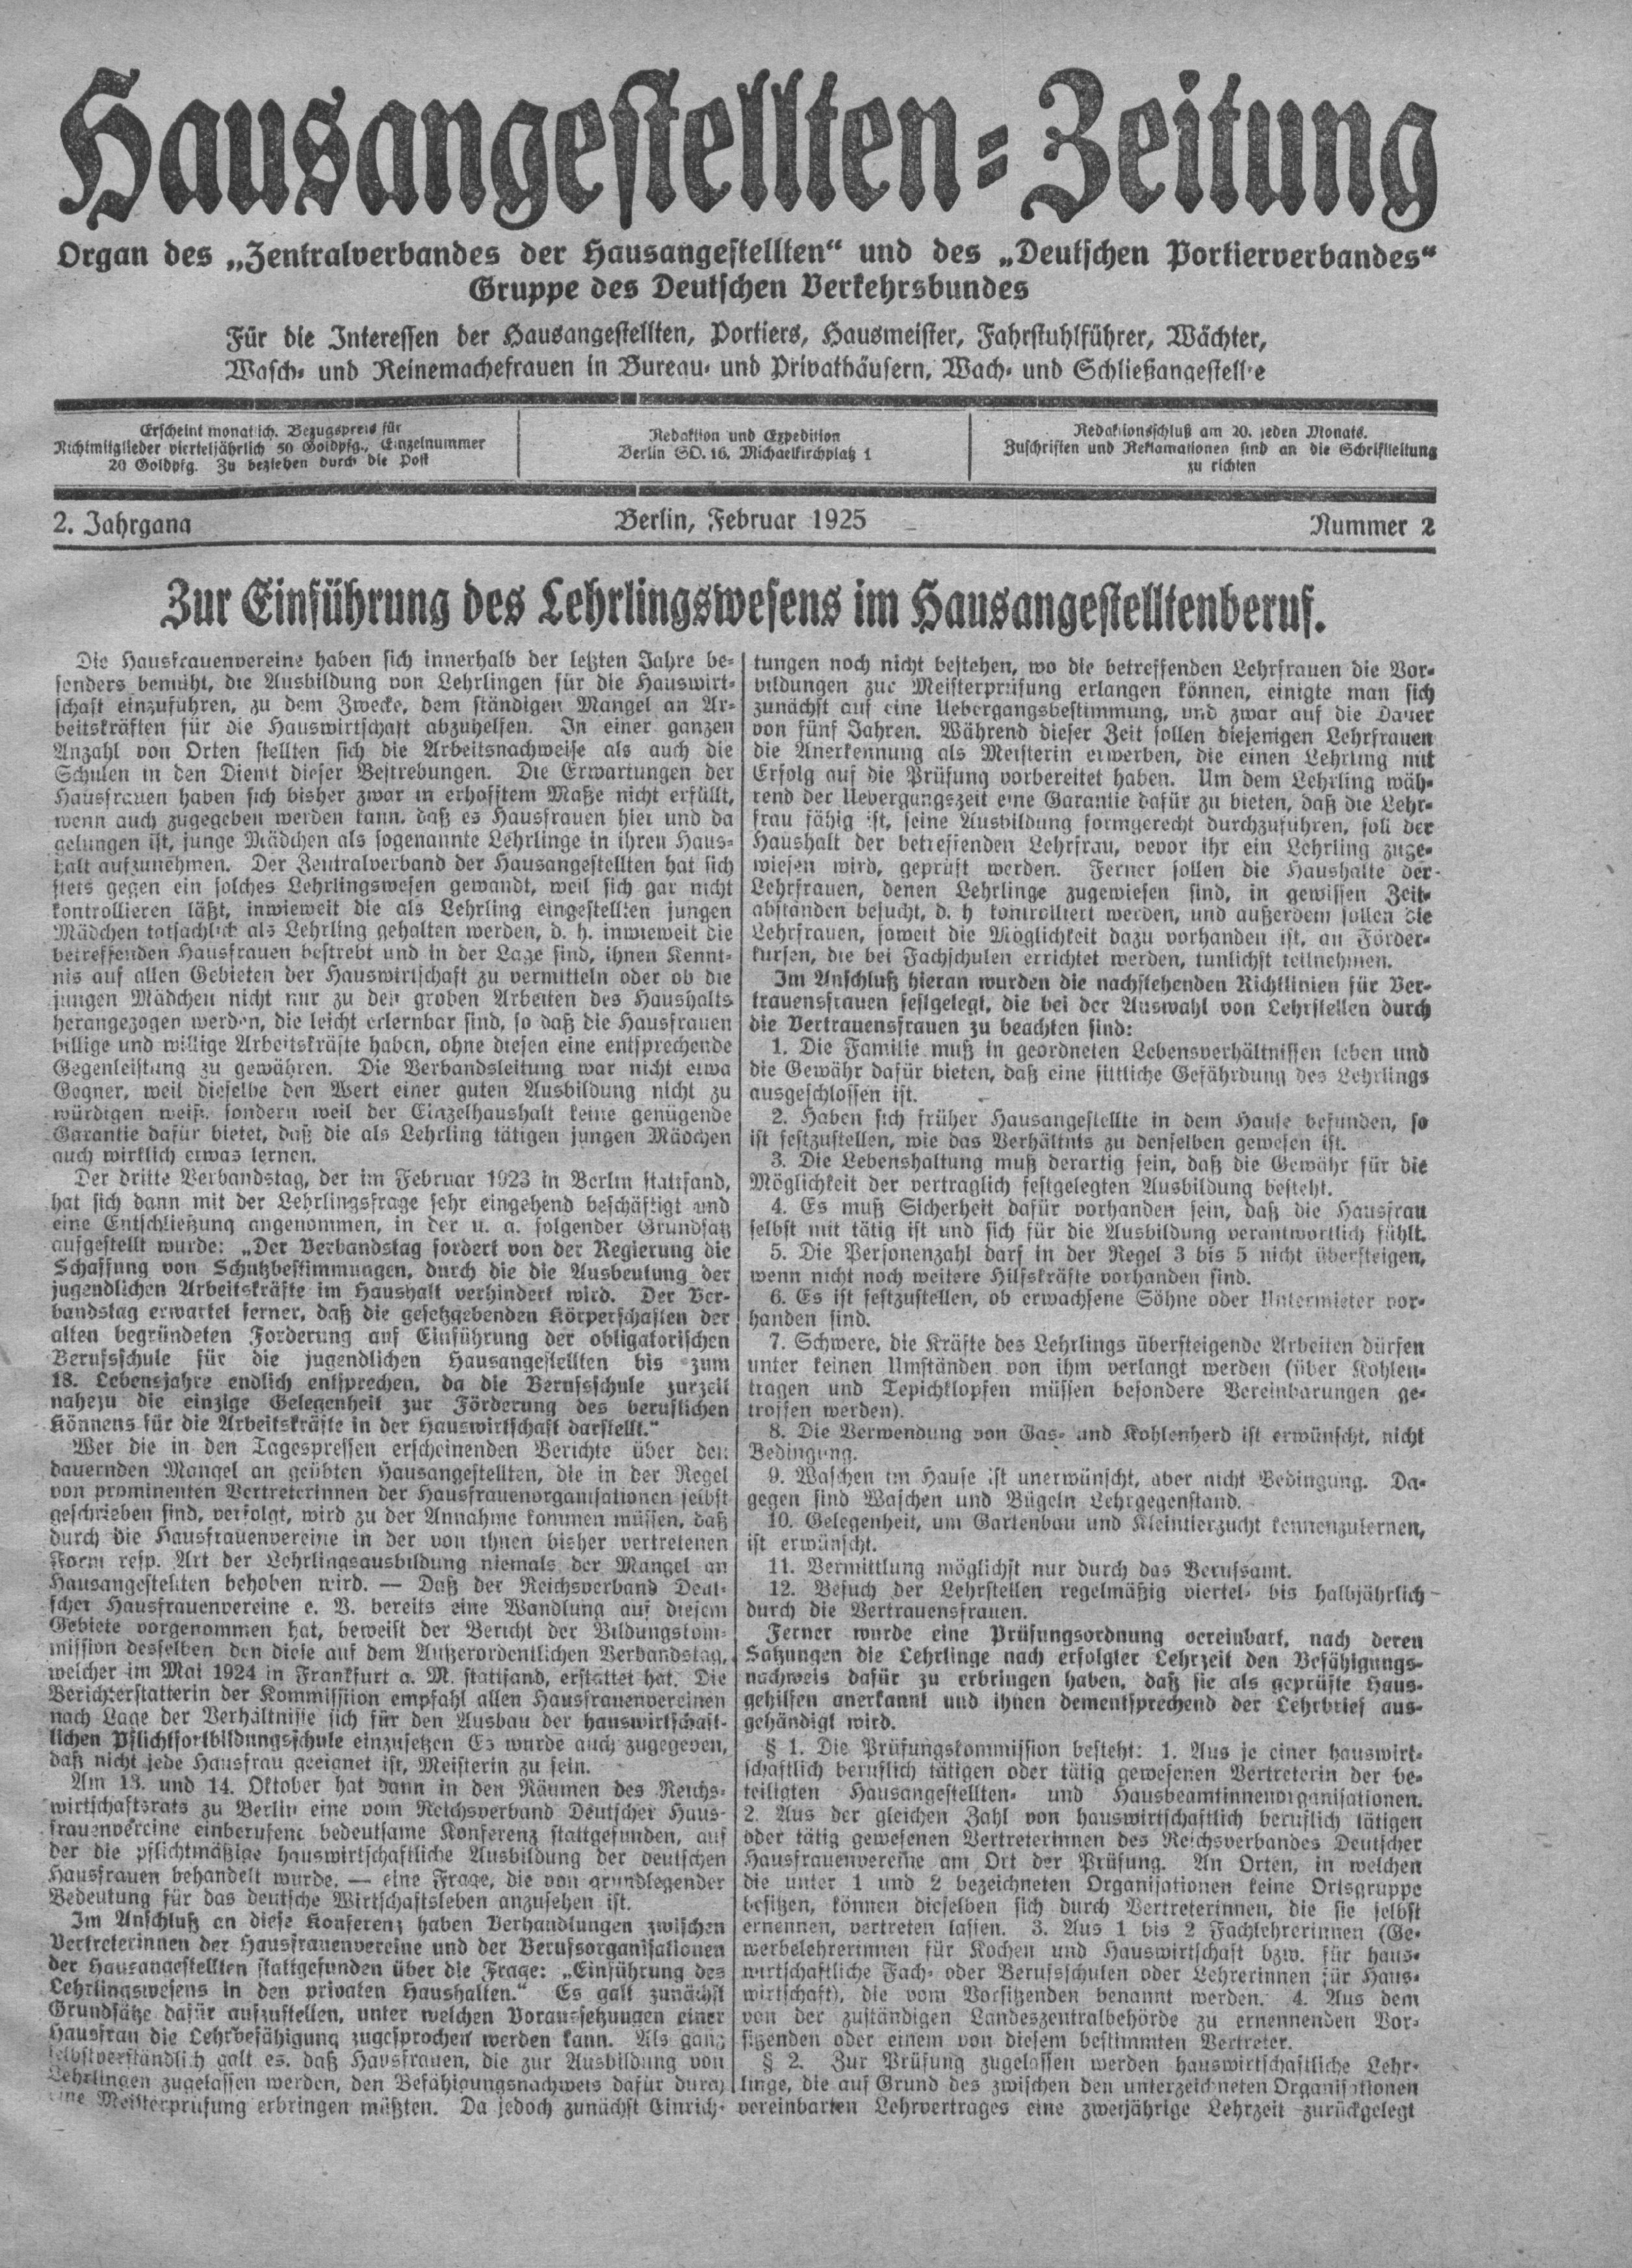 Hausangestellten-Zeitung
Organ des „Zentralverbandes der Hausangestellten“ und des „Deutschen Portierverbandes“
Gruppe des Deutschen Verkehrsbundes
Für die Interessen der Hausangestellten, Portiers, Hausmeister, Fahrstuhlführer, Wächter,
Wasch- und Reinemachefrauen in Bureau- und Privathäusern, Wach- und Schließangestellte
Erscheint monatlich. Bezugspreis für
Nichtmitglieder vierteljährlich 50 Goldpfg., Einzelnummer
20 Goldpfg. Zu beziehen durch die Post
Redaktion und Expedition
Berlin SO. 16, Michaelkirchplatz 1
Redaktionsschluß am 20. jeden Monats.
Zuschriften und Reklamationen sind an die Schriftleitung
zu richten
2. Jahrgang
Berlin, Februar 1925
Nummer 2
Zur Einführung des Lehrlingswesens im Hausangestelltenberuf.
Die Hausfrauenvereine haben sich innerhalb der letzten Jahre be-
sonders bemüht, die Ausbildung von Lehrlingen für die Hauswirt-
schaft einzuführen, zu dem Zwecke, dem ständigen Mangel an Ar-
beitskräften für die Hauswirtschaft abzuhelfen. In einer ganzen
Anzahl von Orten stellten sich die Arbeitsnachweise als auch die
Schulen in den Dienst dieser Bestrebungen. Die Erwartungen der
Hausfrauen haben sich bisher zwar in erhofftem Maße nicht erfüllt,
wenn auch zugegeben werden kann, daß es Hausfrauen hier und da
gelungen ist, junge Mädchen als sogenannte Lehrlinge in ihren Haus-
halt aufzunehmen. Der Zentralverband der Hausangestellten hat sich
stets gegen ein solches Lehrlingswesen gewandt, weil sich gar nicht
kontrollieren läßt, inwieweit die als Lehrling eingestellten jungen
Mädchen tatsächlich als Lehrling gehalten werden, d. h. inwieweit die
betreffenden Hausfrauen bestrebt und in der Lage sind, ihnen Kennt-
nis auf allen Gebieten der Hauswirtschaft zu vermitteln oder ob die
jungen Mädchen nicht nur zu den groben Arbeiten des Haushalts
herangezogen werden, die leicht erlernbar sind, so daß die Hausfrauen
billige und willige Arbeitskräfte haben, ohne diesen eine entsprechende
Gegenleistung zu gewähren. Die Verbandsleitung war nicht etwa
Gegner, weil dieselbe den Wert einer guten Ausbildung nicht zu
würdigen weiß, sondern weil der Einzelhaushalt keine genügende
Garantie dafür bietet, daß die als Lehrling tätigen jungen Mädchen
auch wirklich etwas lernen.
Der dritte Verbandstag, der im Februar 1923 in Berlin stattfand,
hat sich dann mit der Lehrlingsfrage sehr eingehend beschäftigt und
eine Entschließung angenommen, in der u. a. folgender Grundsatz
aufgestellt wurde: „Der Verbandstag fordert von der Regierung die
Schaffung von Schutzbestimmungen, durch die die Ausbeutung der
jugendlichen Arbeitskräfte im Haushalt verhindert wird. Der Ver-
bandstag erwartet ferner, daß die gesetzgebenden Körperschaften der
alten begründeten Forderung auf Einführung der obligatorischen
Berufsschule für die jugendlichen Hausangestellten bis zum
18. Lebensjahre endlich entsprechen, da die Berufsschule zurzeit
nahezu die einzige Gelegenheit zur Förderung des beruflichen
Könnens für die Arbeitskräfte in der Hauswirtschaft darstellt.“
Wer die in den Tagespressen erscheinenden Berichte über den
dauernden Mangel an geübten Hausangestellten, die in der Regel
von prominenten Vertreterinnen der Hausfrauenorganisationen selbst
geschrieben sind, verfolgt, wird zu der Annahme kommen müssen, daß
durch die Hausfrauenvereine in der von ihnen bisher vertretenen
Form resp. Art der Lehrlingsausbildung niemals der Mangel an
Hausangestellten behoben wird. — Daß der Reichsverband Deut-
scher Hausfrauenvereine e. V. bereits eine Wandlung auf diesem
Gebiete vorgenommen hat, beweist der Bericht der Bildungskom-
mission desselben den diese auf dem Außerordentlichen Verbandstag,
welcher im Mai 1924 in Frankfurt a. M. stattfand, erstattet hat. Die
Berichterstatterin der Kommission empfahl allen Hausfrauenvereinen
nach Lage der Verhältnisse sich für den Ausbau der hauswirtschaft-
lichen Pflichtfortbildungsschule einzusetzen Es wurde auch zugegeben,
daß nicht jede Hausfrau geeignet ist, Meisterin zu sein.
Am 13. und 14. Oktober hat dann in den Räumen des Reichs-
wirtschaftsrats zu Berlin eine vom Reichsverband Deutscher Haus-
frauenvereine einberufene bedeutsame Konferenz stattgefunden, auf
der die pflichtmäßige hauswirtschaftliche Ausbildung der deutschen
Hausfrauen behandelt wurde, — eine Frage, die von grundlegender
Bedeutung für das deutsche Wirtschaftsleben anzusehen ist.
Im Anschluß an diese Konferenz haben Verhandlungen zwischen
Vertreterinnen der Hausfrauenvereine und der Berufsorganisationen
der Hausangestellten stattgefunden über die Frage: „Einführung des
Lehrlingswesens in den privaten Haushalten.“ Es galt zunächst
Grundsätze dafür aufzustellen, unter welchen Voraussetzungen einer
Hausfrau die Lehrbefähigung zugesprochen werden kann. Als ganz
selbstverständlich galt es, daß Hausfrauen, die zur Ausbildung von
Lehrlingen zugelassen werden, den Befähigungsnachweis dafür durch
eine Meisterprüfung erbringen müßten. Da jedoch zunächst Einrich-
tungen noch nicht bestehen, wo die betreffenden Lehrfrauen die Vor-
bildungen zur Meisterprüfung erlangen können, einigte man sich
zunächst auf eine Uebergangsbestimmung, und zwar auf die Dauer
von fünf Jahren. Während dieser Zeit sollen diejenigen Lehrfrauen
die Anerkennung als Meisterin erwerben, die einen Lehrling mit
Erfolg auf die Prüfung vorbereitet haben. Um dem Lehrling wäh-
rend der Uebergangszeit eine Garantie dafür zu bieten, daß die Lehr-
frau fähig ist, seine Ausbildung formgerecht durchzuführen, soll der
Haushalt der betreffenden Lehrfrau, bevor ihr ein Lehrling zuge-
wiesen wird, geprüft werden. Ferner sollen die Haushalte der
Lehrfrauen, denen Lehrlinge zugewiesen sind, in gewissen Zeit-
abständen besucht, d. h kontrolliert werden, und außerdem sollen die
Lehrfrauen, soweit die Möglichkeit dazu vorhanden ist, an Förder-
kursen, die bei Fachschulen errichtet werden, tunlichst teilnehmen.
Im Anschluß hieran wurden die nachstehenden Richtlinien für Ver-
trauensfrauen festgelegt, die bei der Auswahl von Lehrstellen durch
die Vertrauensfrauen zu beachten sind:
1. Die Familie muß in geordneten Lebensverhältnissen leben und
die Gewähr dafür bieten, daß eine sittliche Gefährdung des Lehrlings
ausgeschlossen ist.
2. Haben sich früher Hausangestellte in dem Hause befunden, so
ist festzustellen, wie das Verhältnis zu denselben gewesen ist.
3. Die Lebenshaltung muß derartig sein, daß die Gewähr für die
Möglichkeit der vertraglich festgelegten Ausbildung besteht.
4. Es muß Sicherheit dafür vorhanden sein, daß die Hausfrau
selbst mit tätig ist und sich für die Ausbildung verantwortlich fühlt.
5. Die Personenzahl darf in der Regel 3 bis 5 nicht übersteigen,
wenn nicht noch weitere Hilfskräfte vorhanden sind.
6. Es ist festzustellen, ob erwachsene Söhne oder Untermieter vor-
handen sind.
7. Schwere, die Kräfte des Lehrlings übersteigende Arbeiten dürfen
unter keinen Umständen von ihm verlangt werden (über Kohlen-
tragen und Tepichklopfen müssen besondere Vereinbarungen ge-
troffen werden).
8. Die Verwendung von Gas- und Kohlenherd ist erwünscht, nicht
Bedingung.
9. Waschen im Hause ist unerwünscht, aber nicht Bedingung. Da-
gegen sind Waschen und Bügeln Lehrgegenstand.
10. Gelegenheit, um Gartenbau und Kleintierzucht kennenzulernen,
ist erwünscht.
11. Vermittlung möglichst nur durch das Berufsamt.
12. Besuch der Lehrstellen regelmäßig viertel- bis halbjährlich
durch die Vertrauensfrauen.
Ferner wurde eine Prüfungsordnung vereinbart, nach deren
Satzungen die Lehrlinge nach erfolgter Lehrzeit den Befähigungs-
nachweis dafür zu erbringen haben, daß sie als geprüfte Haus-
gehilfen anerkannt und ihnen dementsprechend der Lehrbrief aus-
gehändigt wird.
§ 1. Die Prüfungskommission besteht: 1. Aus je einer hauswirt-
schaftlich beruflich tätigen oder tätig gewesenen Vertreterin der be-
teiligten Hausangestellten- und Hausbeamtinnenorganisationen.
2. Aus der gleichen Zahl von hauswirtschaftlich beruflich tätigen
oder tätig gewesenen Vertreterinnen des Reichsverbandes Deutscher
Hausfrauenvereine am Ort der Prüfung. An Orten, in welchen
die unter 1 und 2 bezeichneten Organisationen keine Ortsgruppe
besitzen, können dieselben sich durch Vertreterinnen, die sie selbst
ernennen, vertreten lassen. 3. Aus 1 bis 2 Fachlehrerinnen (Ge-
werbelehrerinnen für Kochen und Hauswirtschaft bzw. für haus-
wirtschaftliche Fach- oder Berufsschulen oder Lehrerinnen für Haus-
wirtschaft), die vom Vorsitzenden benannt werden. 4. Aus dem
von der zuständigen Landeszentralbehörde zu ernennenden Vor-
sitzenden oder einem von diesem bestimmten Vertreter.
§ 2. Zur Prüfung zugelassen werden hauswirtschaftliche Lehr-
linge, die auf Grund des zwischen den unterzeichneten Organisationen
vereinbarten Lehrvertrages eine zweijährige Lehrzeit zurückgelegt